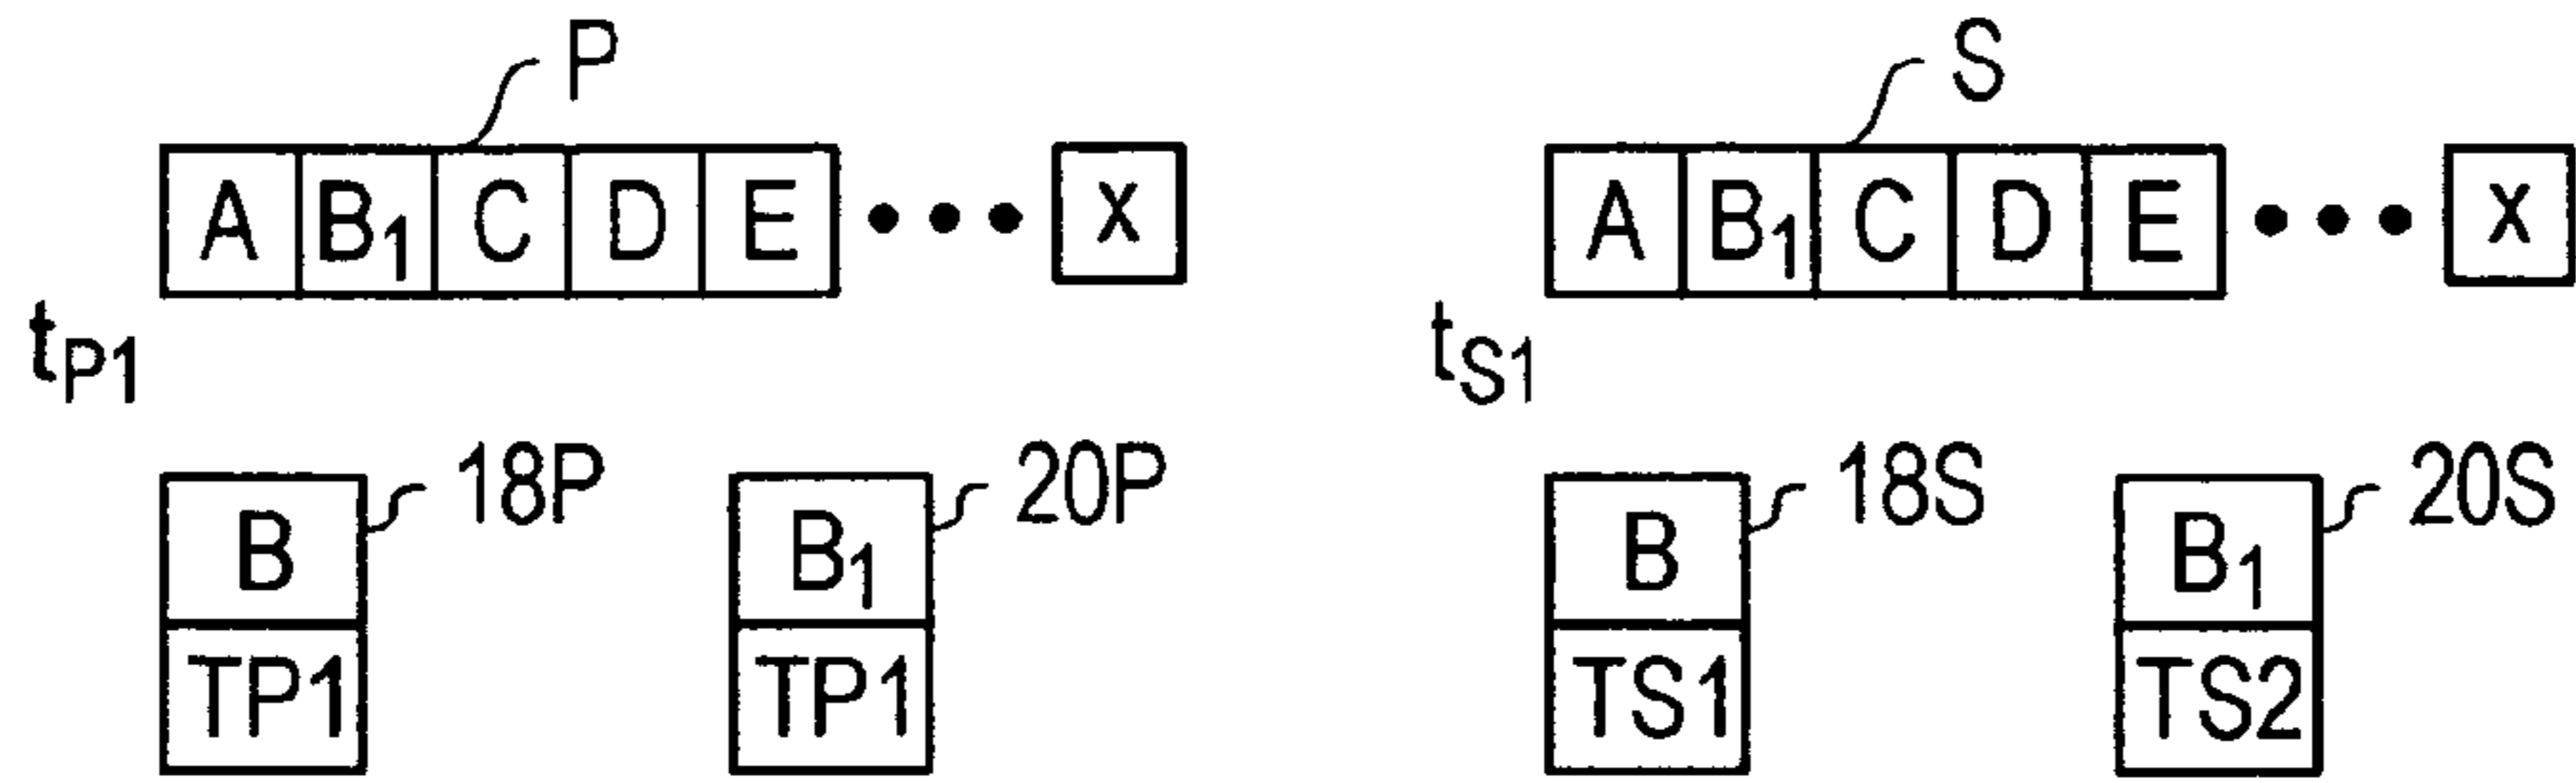 P S
A B₁ C D E ••• X A B₁ C D E ••• X
tP1 tS1
18P 20P 18S 20S
B B₁ B B₁
TP1 TP1 TS1 TS2